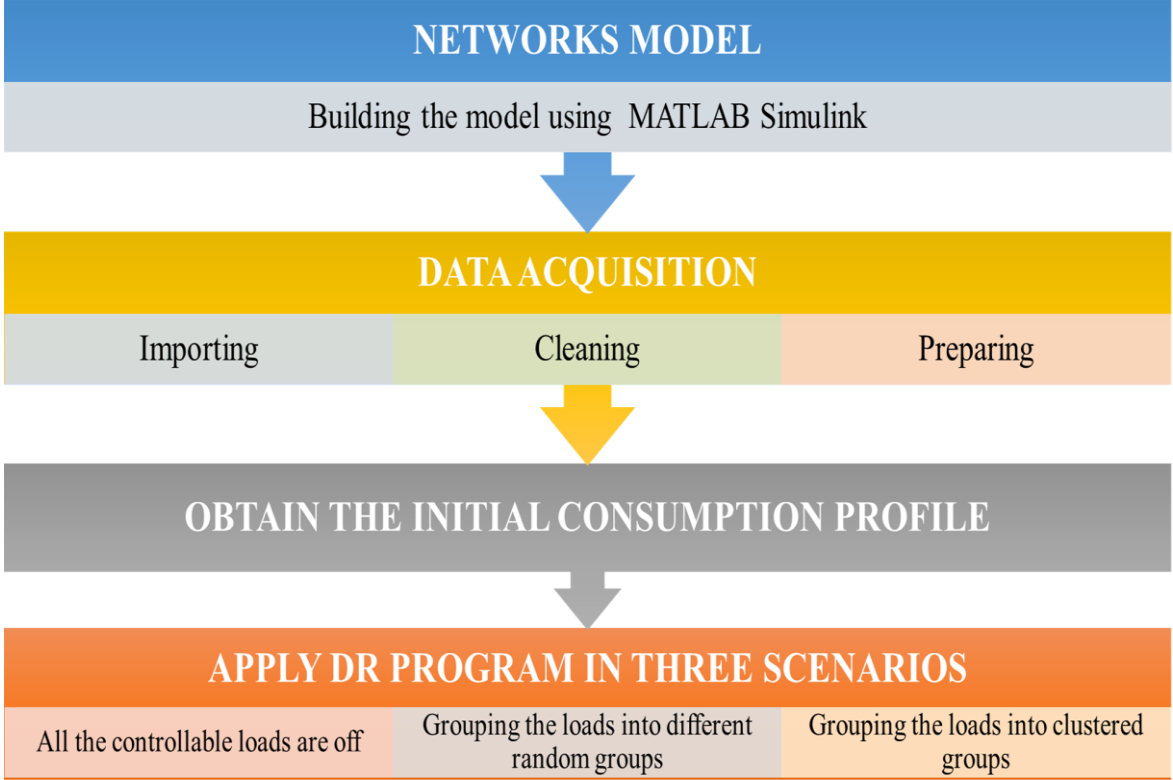 NETWORKS MODEL
Building the model using MATLAB Simulink
DATA ACQUISITION
Importing
Cleaning
Preparing
OBTAIN THE INITIAL CONSUMPTION PROFILE
APPLY DR PROGRAM IN THREE SCENARIOS
All the controllable loads are off
Grouping the loads into different
random groups
Grouping the loads into clustered
groups